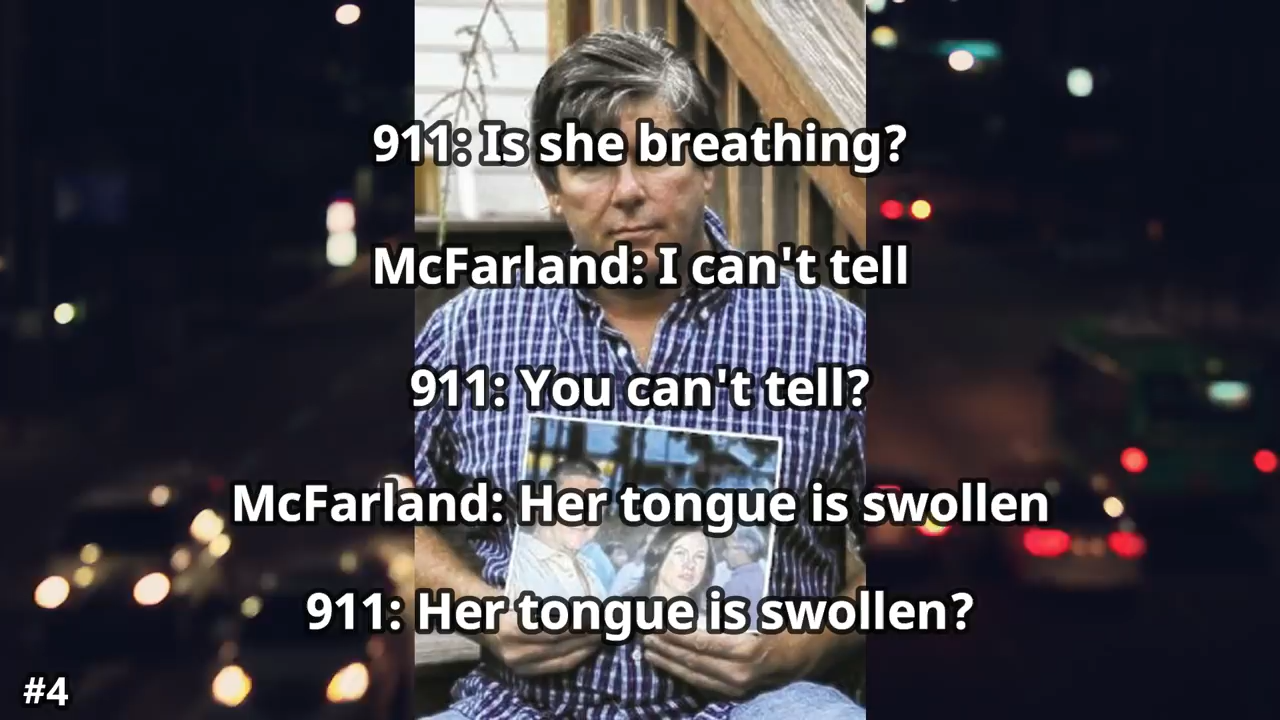 911: Is she breathing?
McFarland: I can't tell
911: You can't tell?
McFarland: Her tongue is swollen
911: Her tongue is swollen?
#4